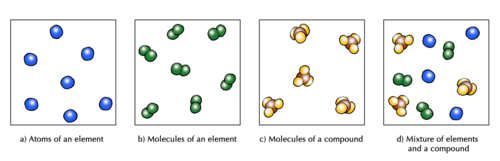 a) Atoms of an element
b) Molecules of an element
c) Molecules of a compound
d) Mixture of elements
and a compound